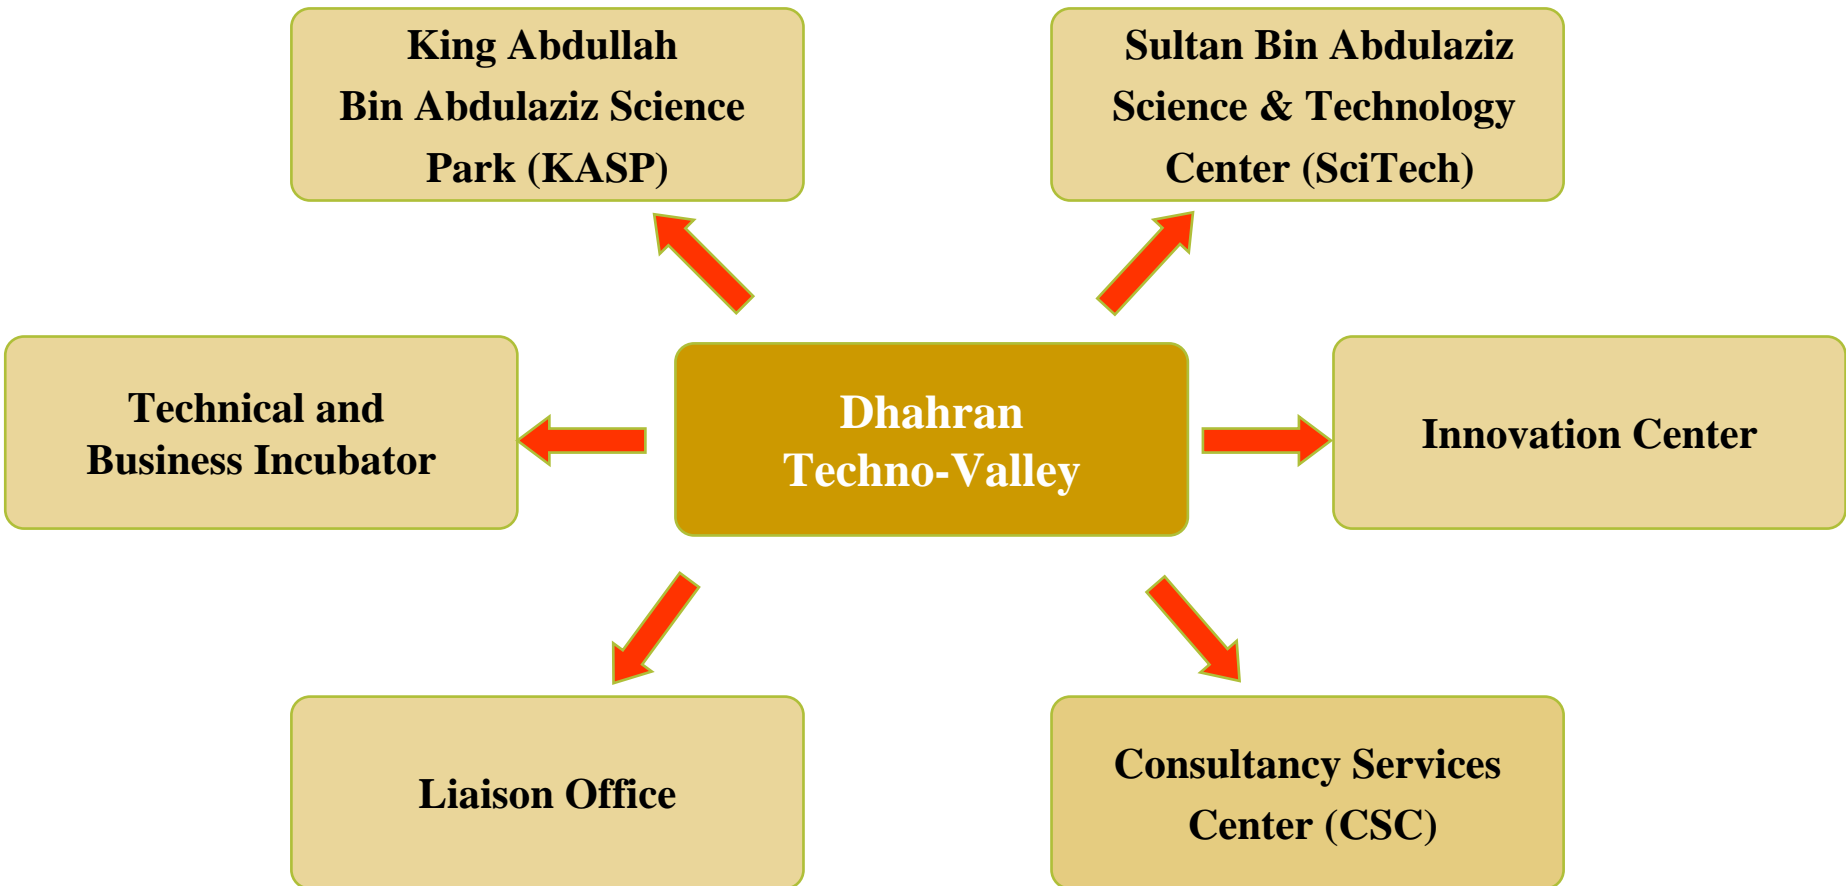 King Abdullah
Bin Abdulaziz Science
Park (KASP)
Sultan Bin Abdulaziz
Science & Technology
Center (SciTech)
Technical and
Business Incubator
Dhahran
Techno-Valley
Innovation Center
Liaison Office
Consultancy Services
Center (CSC)